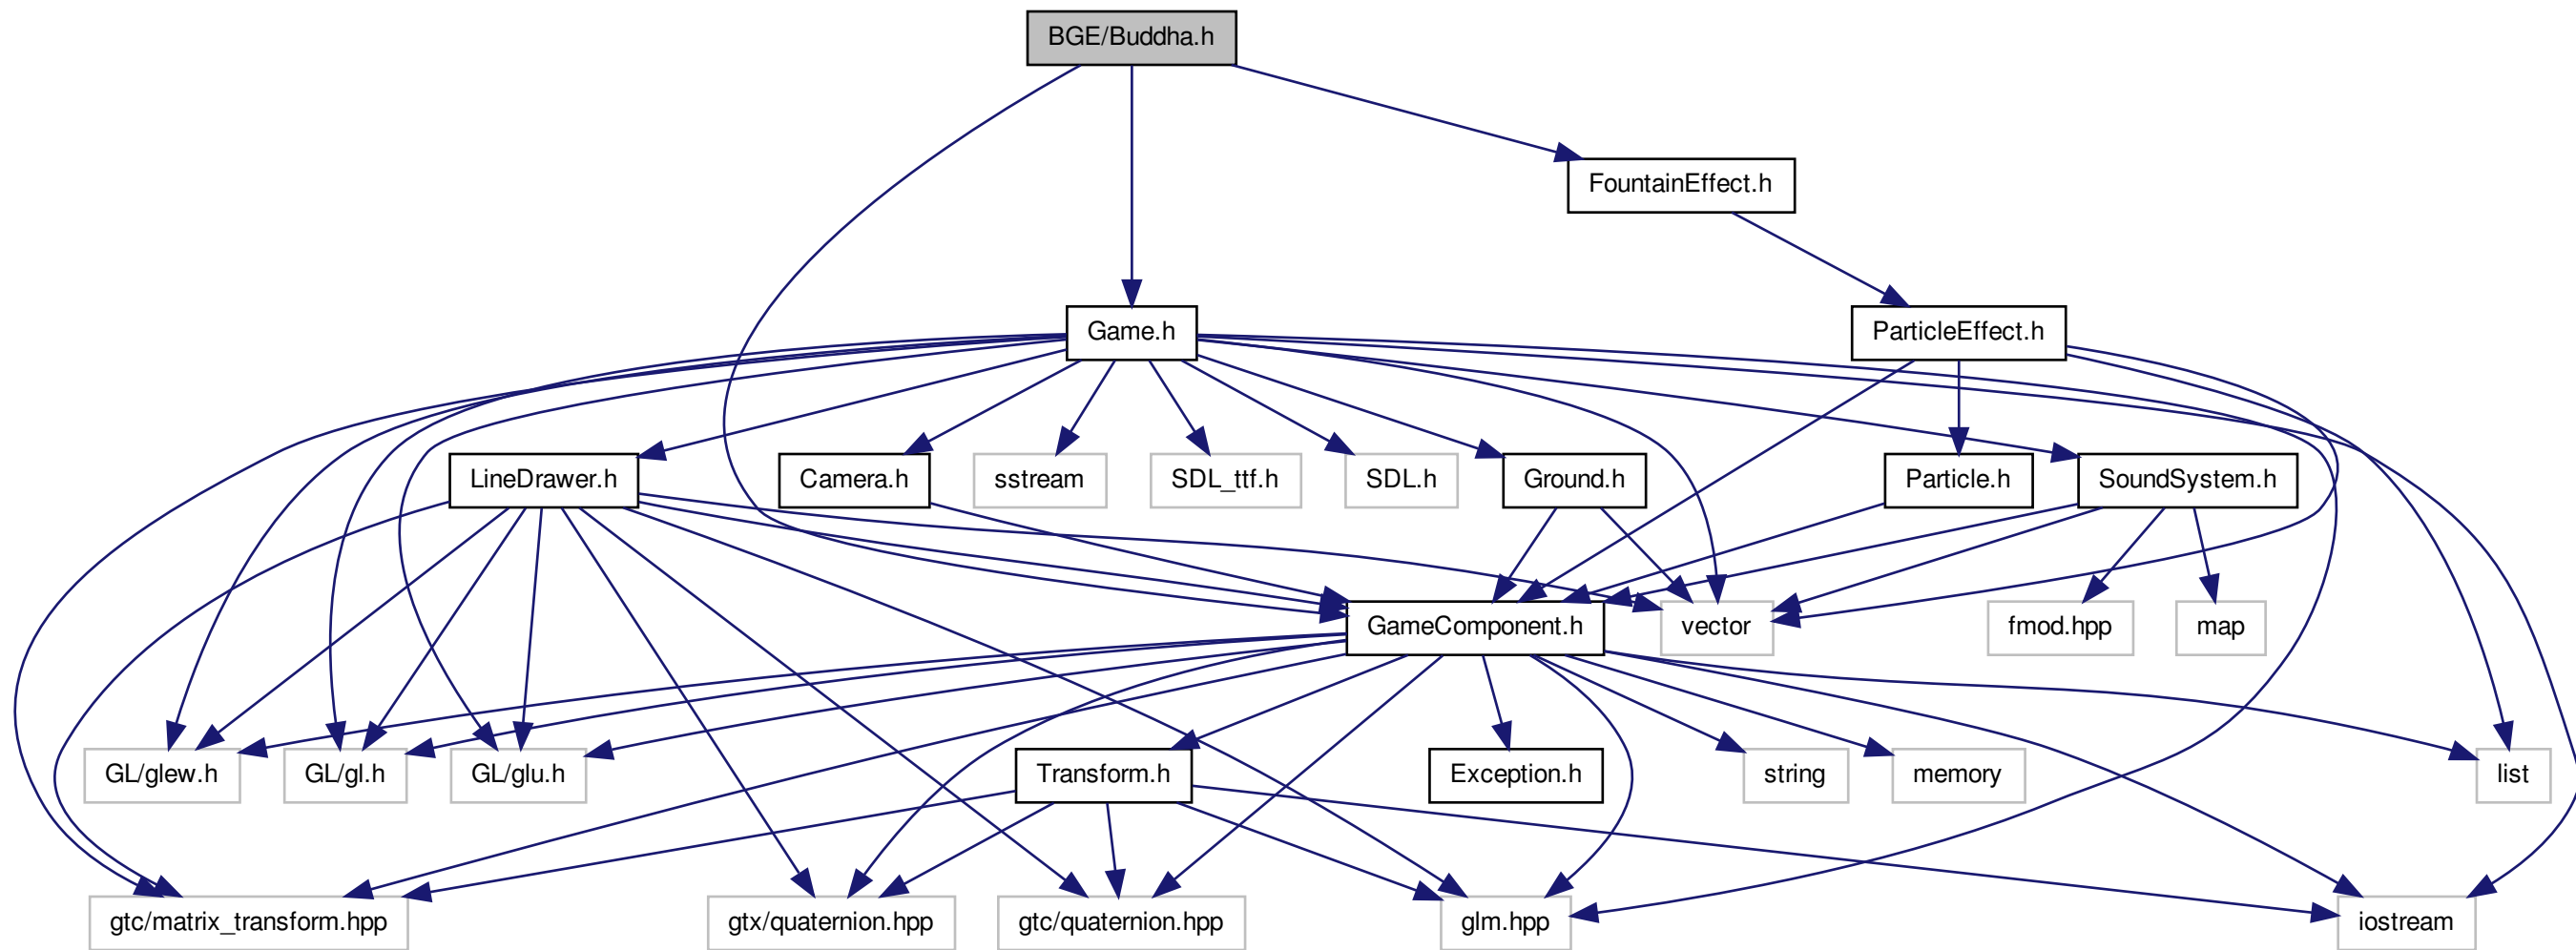 BGE/Buddha.h
FountainEffect.h
Game.h
ParticleEffect.h
LineDrawer.h
Camera.h
sstream
SDL_ttf.h
SDL.h
Ground.h
Particle.h
SoundSystem.h
GameComponent.h
vector
fmod.hpp
map
GL/glew.h
GL/gl.h
GL/glu.h
Transform.h
Exception.h
string
memory
list
gtc/matrix_transform.hpp
gtx/quaternion.hpp
gtc/quaternion.hpp
glm.hpp
iostream